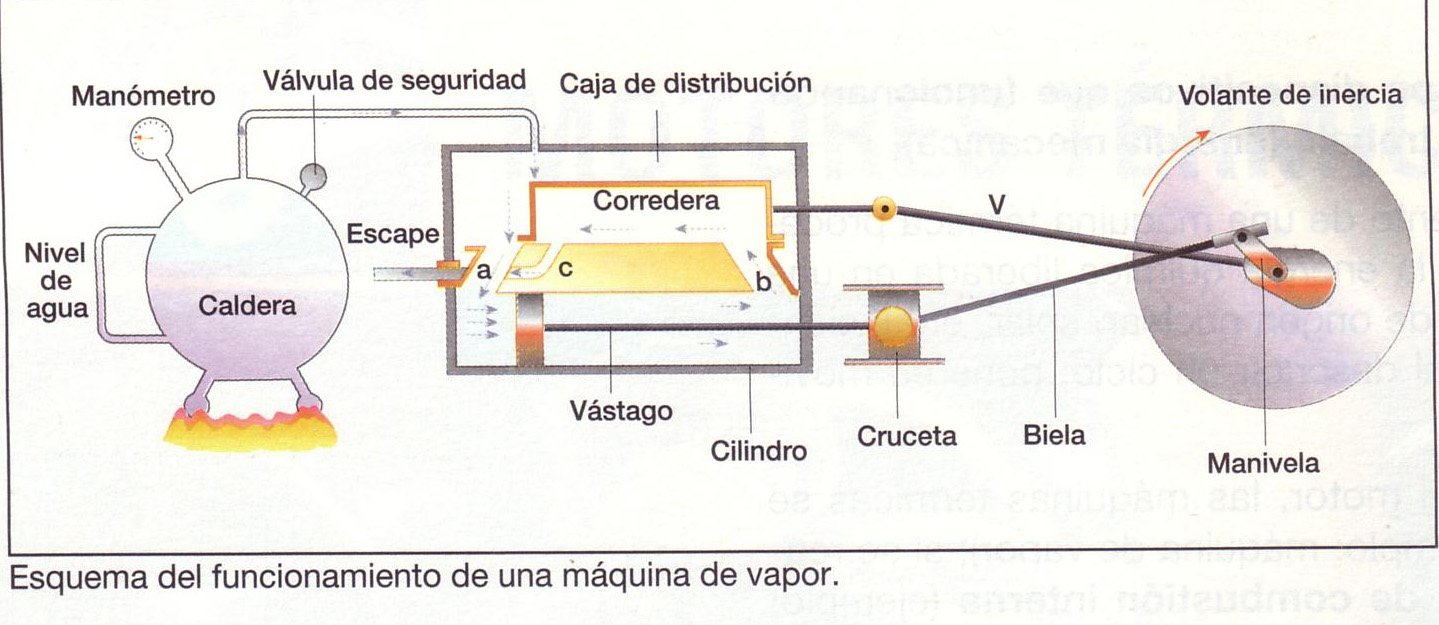 Manómetro
Válvula de seguridad
Caja de distribución
Volante de inercia
Corredera
V
Escape
a
c
b
Nivel
de
agua
Caldera
Vástago
Cilindro
Cruceta
Biela
Manivela
Esquema del funcionamiento de una máquina de vapor.